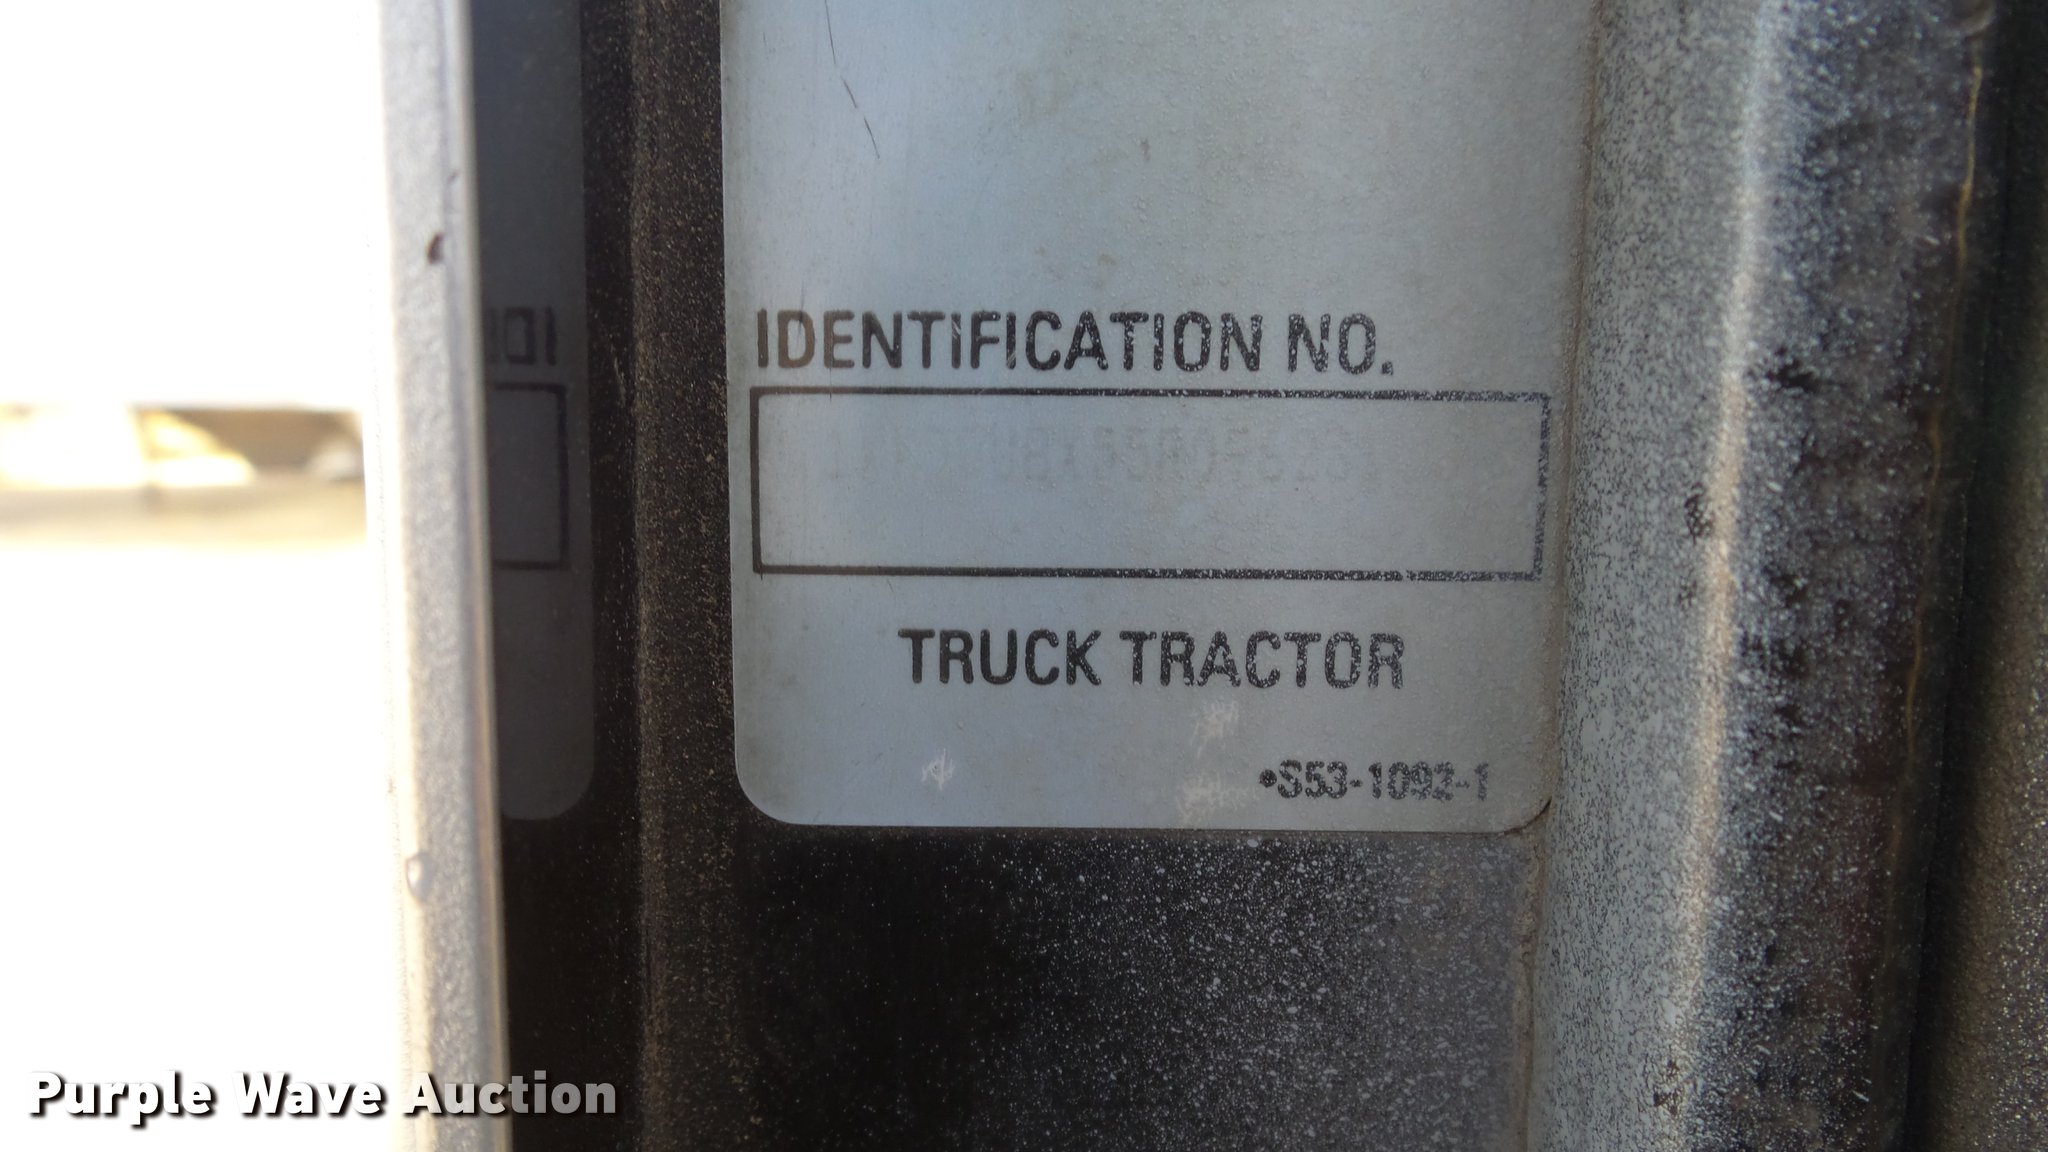 IDENTIFICATION NO.
TRUCK TRACTOR
•S53-1092-1
Purple Wave Auction